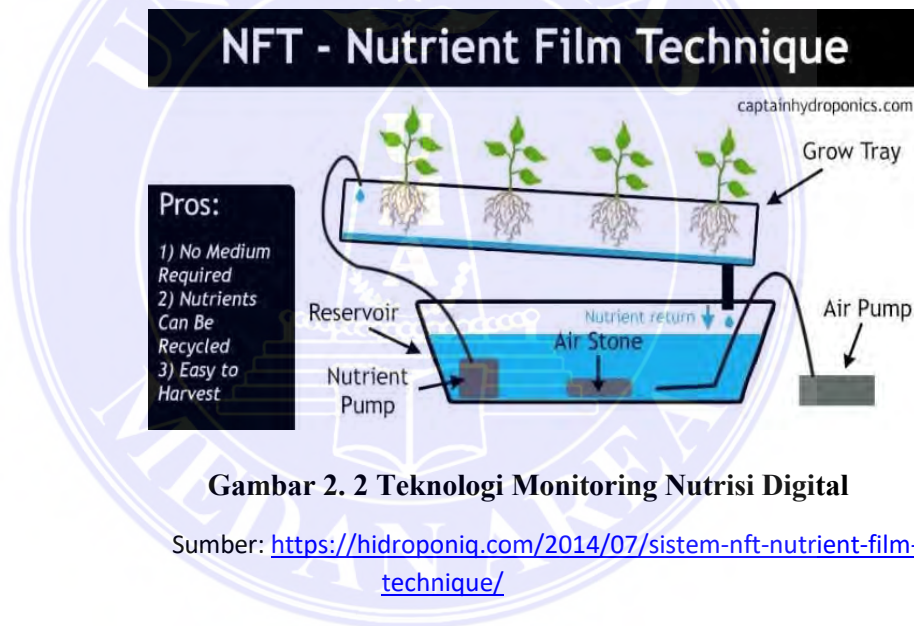 NFT - Nutrient Film Technique
captainhydroponics.com
Grow Tray
Pros:
1) No Medium
Required
2) Nutrients
Can Be
Recycled
3) Easy to
Harvest
Reservoir
Nutrient return
Air Pump
Air Stone
Nutrient
Pump
Gambar 2. 2 Teknologi Monitoring Nutrisi Digital
Sumber: https://hidroponiq.com/2014/07/sistem-nft-nutrient-film-
technique/
MEDAN AREA